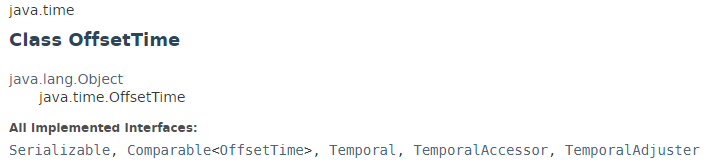 java.time
Class OffsetTime
java.lang.Object
java.time.OffsetTime
All Implemented Interfaces:
Serializable, Comparable<OffsetTime>, Temporal, TemporalAccessor, TemporalAdjuster